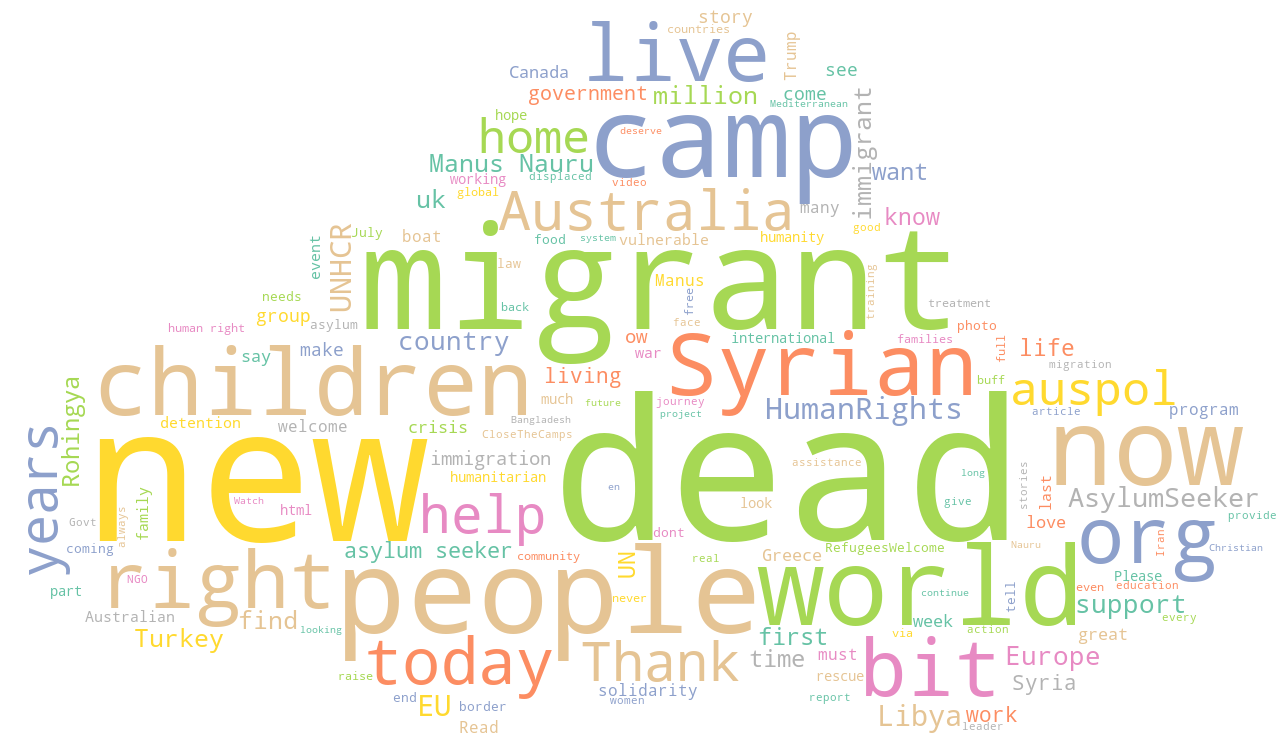 story
countries
live
Trump
Canada
see
government
million
come
Mediterranean
immigrant
hope
home
camp
deserve
Manus Nauru
want
working
displaced
video
global
uk
Australia
many
know
good
July
UNHCR
boat
food
system
vulnerable
humanity
event
migrant
law
Manus
training
back
free
needs
group
asylum
face
treatment
human right
country
ow
international
families
photo
say
make
war
Syrian
full
life
migration
children
living
buff
auspol
Rohingya
much
future
journey
project
HumanRights
article
program
detention
welcome
crisis
Bangladesh
CloseTheCamps
years
new
dead
now
immigration
assistance
humanitarian
long
en
stories
last
AsylumSeeker
family
Watch
html
help
look
give
provide
Govt
always
love
org
dont
coming
asylum seeker
community
UN
real
Greece
RefugeesWelcome
Nauru
Iran
Christian
NGO
right
people
world
Please
part
never
continue
tell
even
education
support
Australian
find
every
Turkey
looking
first
week
via
action
great
today
Thank
time
must
bit
Europe
raise
solidarity
rescue
Syria
end
EU
border
women
report
Libya
work
leader
Read